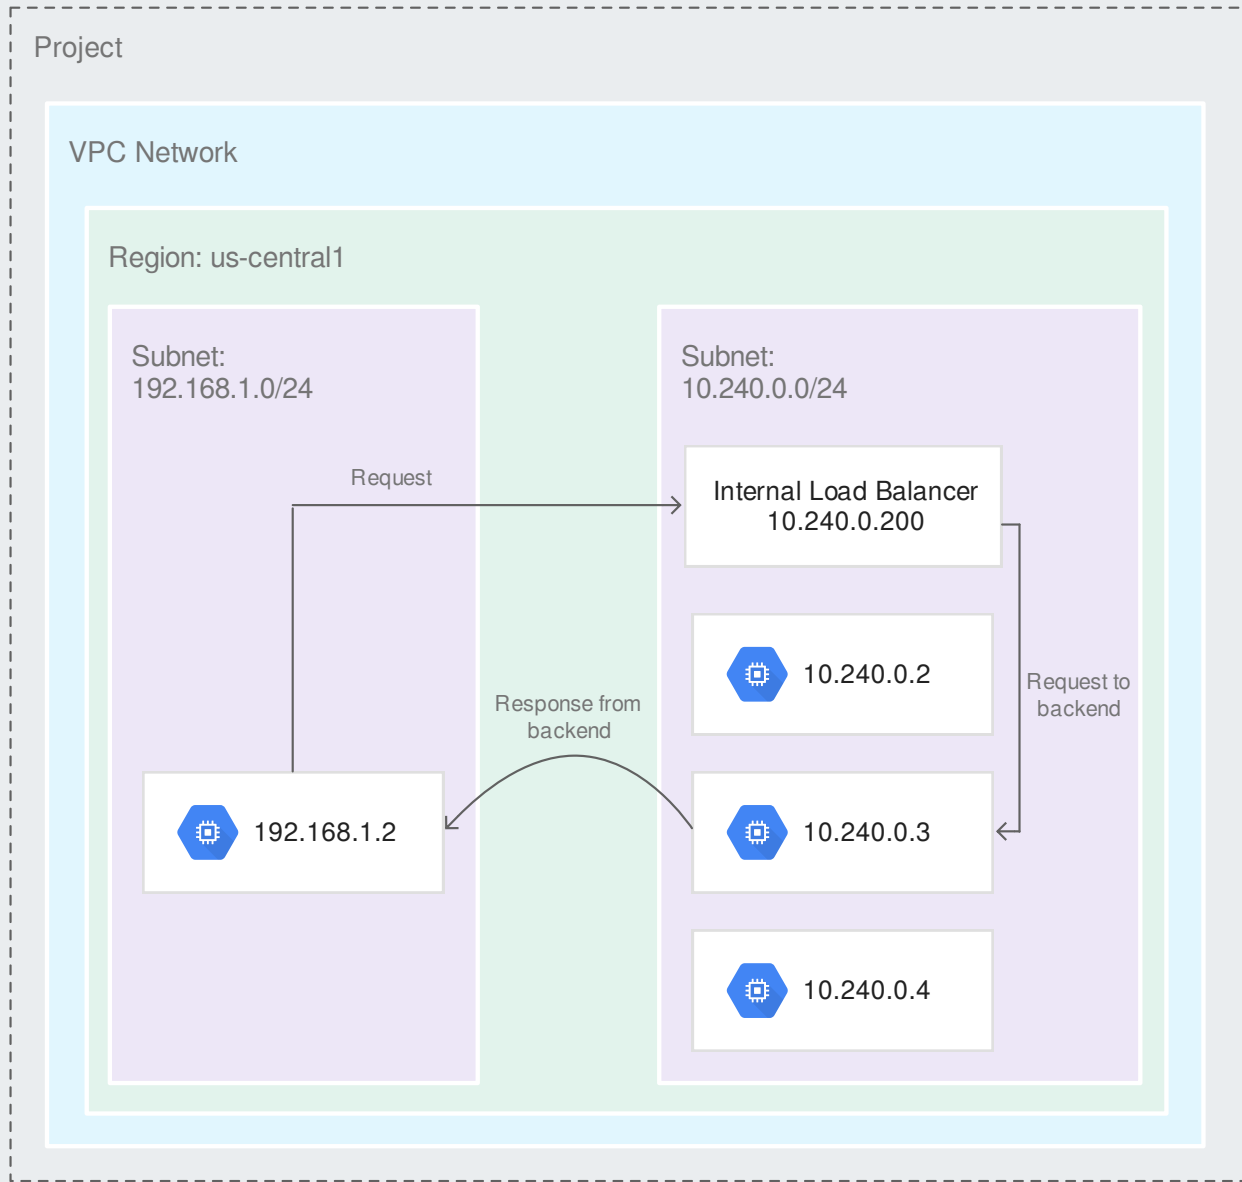 Project
VPC Network
Region: us-central1
Subnet:
192.168.1.0/24
Subnet:
10.240.0.0/24
Request
Internal Load Balancer
10.240.0.200
10.240.0.2
Request to
backend
Response from
backend
192.168.1.2
10.240.0.3
10.240.0.4